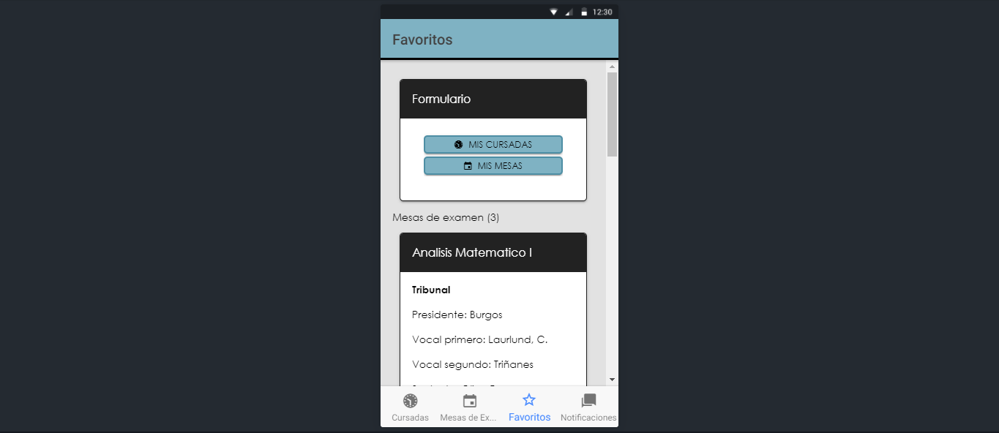 12:30
Favoritos
Formulario
MIS CURSADAS
MIS MESAS
Mesas de examen (3)
Analisis Matematico I
Tribunal
Presidente: Burgos
Vocal primero: Laurlund, C.
Vocal segundo: Triñanes
Cursadas
Mesas de Ex...
Favoritos
Notificaciones